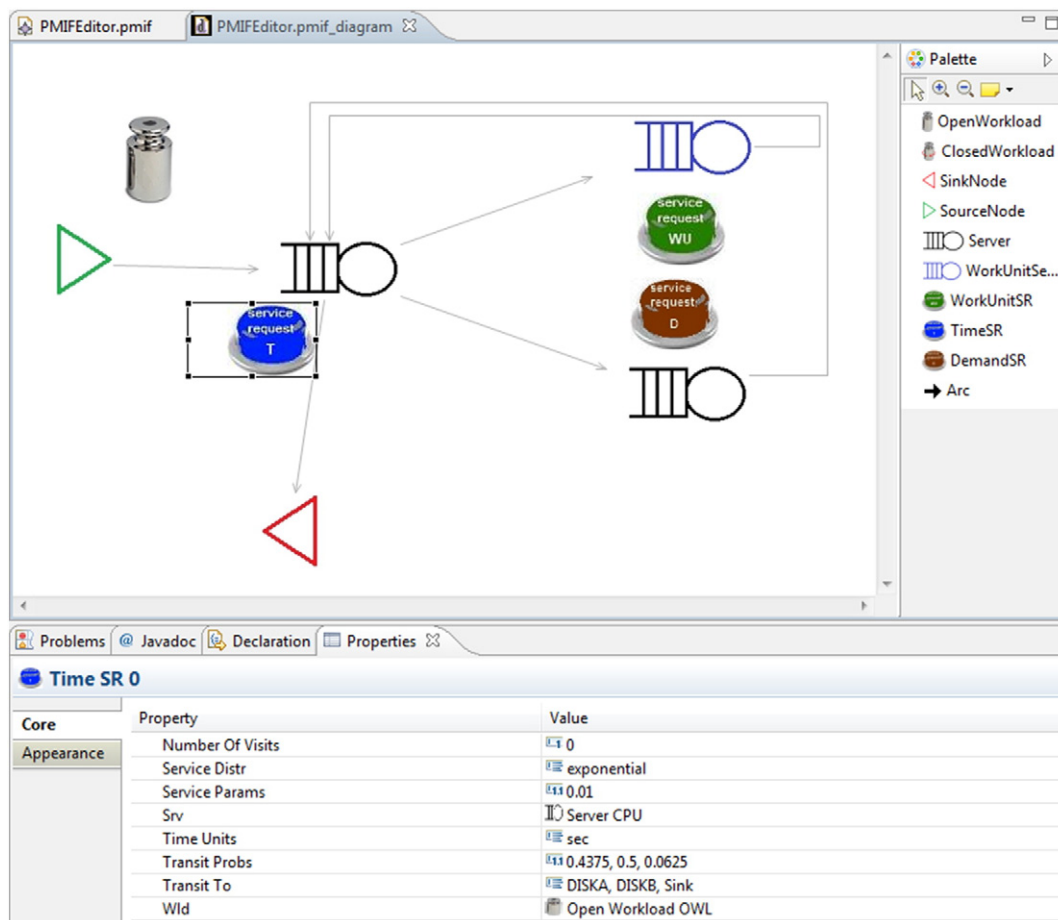 PMIFEditor.pmif
PMIFEditor.pmif_diagram
Palette
OpenWorkload
ClosedWorkload
SinkNode
SourceNode
Server
WorkUnitSe...
WorkUnitSR
TimeSR
DemandSR
Arc
service
request
WU
service
request
D
service
request
T
Problems
@ Javadoc
Declaration
Properties
Time SR 0
Core
Appearance
Property Value
Number Of Visits 0
Service Distr exponential
Service Params 0.01
Srv Server CPU
Time Units sec
Transit Probs 0.4375, 0.5, 0.0625
Transit To DISKA, DISKB, Sink
Wld Open Workload OWL